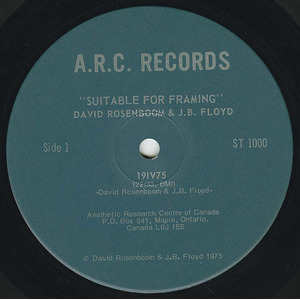 A.R.C. RECORDS
"SUITABLE FOR FRAMING"
DAVID ROSENBOOM & J.B. FLOYD
Side 1
ST 1000
19IV75
-David Rosenboom & J.B. Floyd-
Aesthetic Research Centre of Canada
P.O. Box 541, Maple, Ontario.
Canada L0J 1E0
© David Rosenboom & J.B. Floyd 1975